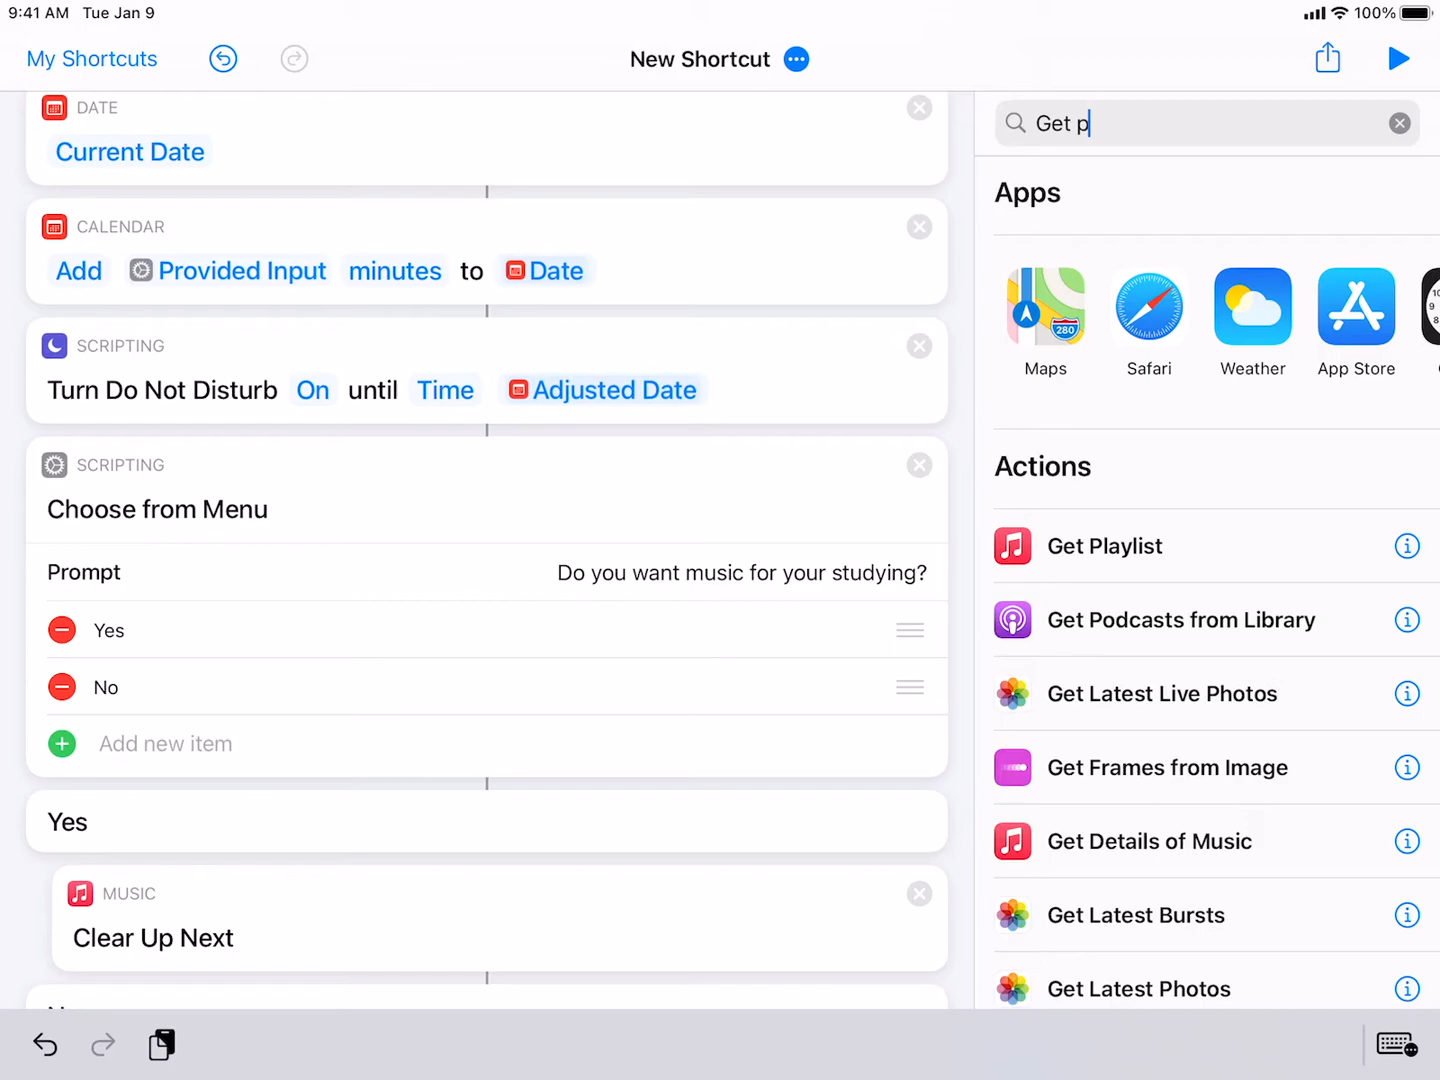 9:41 AM Tue Jan 9
100%
My Shortcuts
New Shortcut
DATE
Current Date
CALENDAR
Add Provided Input minutes to Date
SCRIPTING
Turn Do Not Disturb On until Time Adjusted Date
SCRIPTING
Choose from Menu
Prompt Do you want music for your studying?
Yes
No
Add new item
Yes
MUSIC
Clear Up Next
Get p
Apps
280
Maps
Safari
Weather
App Store
Actions
Get Playlist
Get Podcasts from Library
Get Latest Live Photos
Get Frames from Image
Get Details of Music
Get Latest Bursts
Get Latest Photos